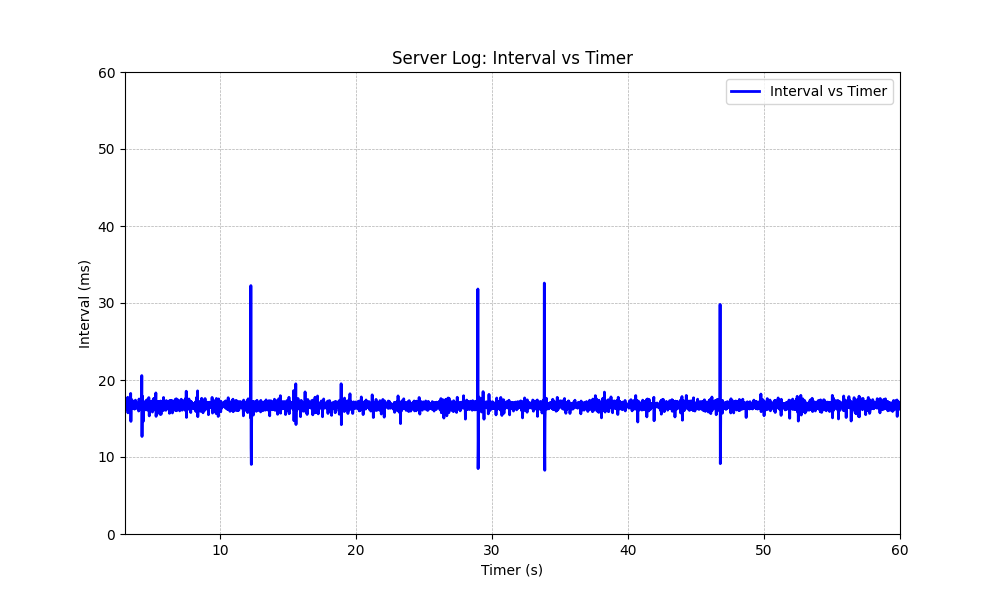 Server Log: Interval vs Timer
Interval vs Timer
60
50
40
30
20
10
0
Interval (ms)
10 20 30 40 50 60
Timer (s)